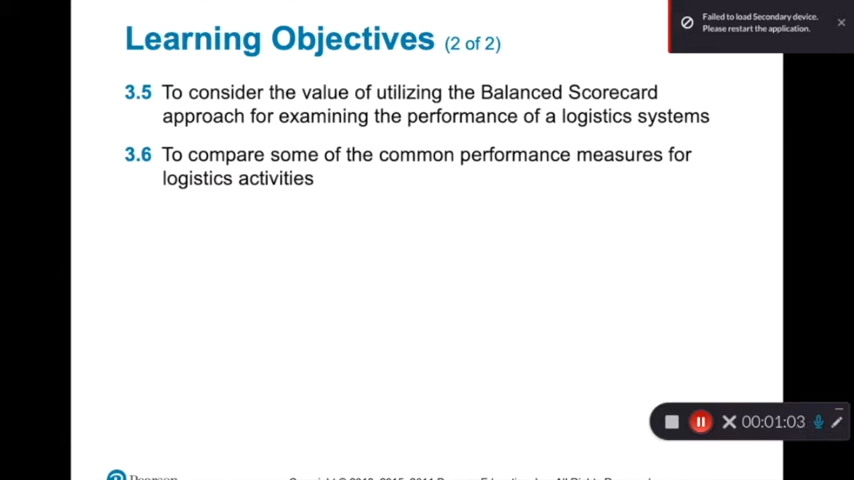 Learning Objectives (2 of 2)
Failed to load Secondary device.
Please restart the application.
3.5 To consider the value of utilizing the Balanced Scorecard
approach for examining the performance of a logistics systems
3.6 To compare some of the common performance measures for
logistics activities
00:01:03
Pearson